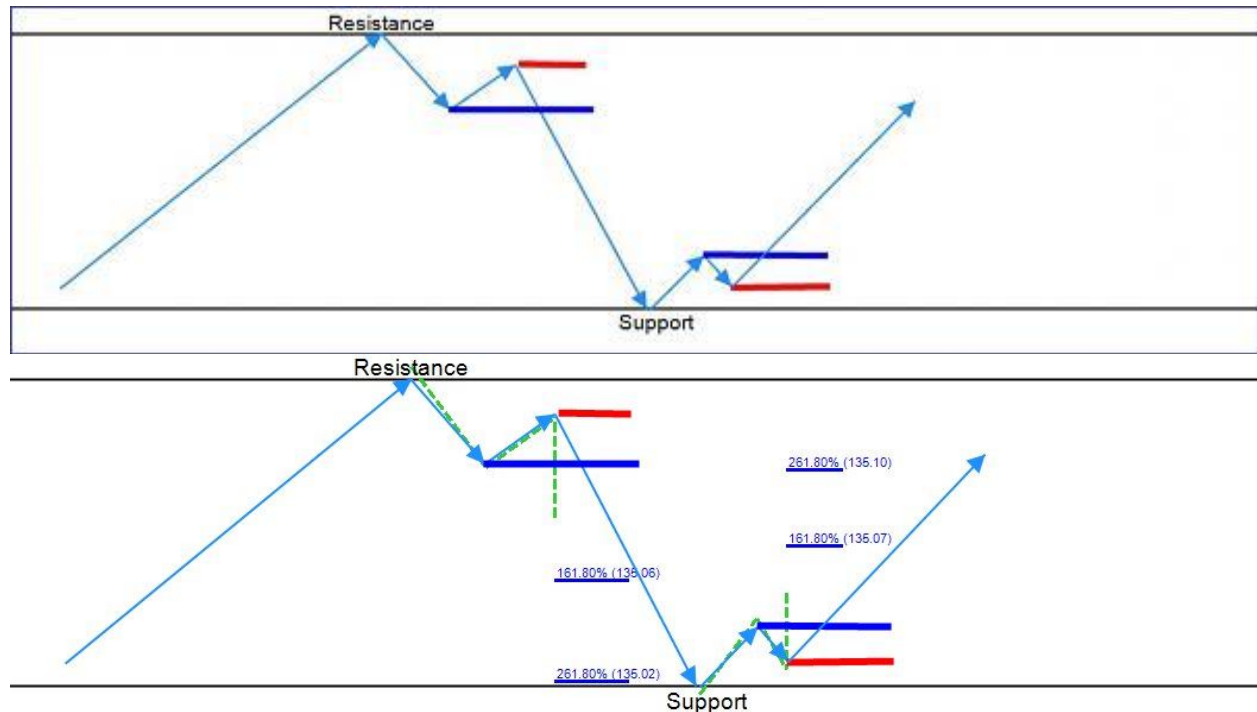 Resistance
Support
Resistance
261.80% (135.10)
161.80% (135.07)
161.80% (135.06)
261.80% (135.02)
Support